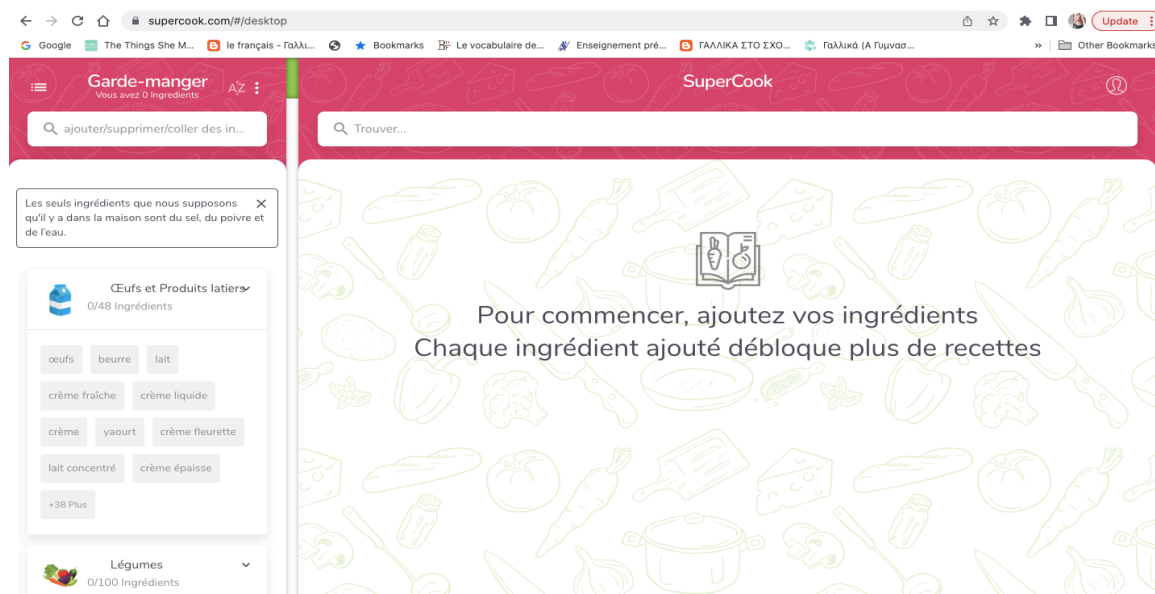 supercook.com/#/desktop
Update
Google
The Things She M...
le français - Γαλλι...
Bookmarks
Le vocabulaire de...
Enseignement pré...
ΓΑΛΛΙΚΑ ΣΤΟ ΣΧΟ...
Γαλλικά (Α Γυμνασ...
»
Other Bookmarks
Garde-manger
Vous avez 0 Ingredients
AZ
SuperCook
ajouter/supprimer/coller des in...
Trouver...
Les seuls ingrédients que nous supposons
qu'il y a dans la maison sont du sel, du poivre et
de l'eau.
Œufs et Produits latiers
0/48 Ingrédients
œufs beurre lait
crème fraîche crème liquide
crème yaourt crème fleurette
lait concentré crème épaisse
+38 Plus
Légumes
0/100 Ingrédients
Pour commencer, ajoutez vos ingrédients
Chaque ingrédient ajouté débloque plus de recettes